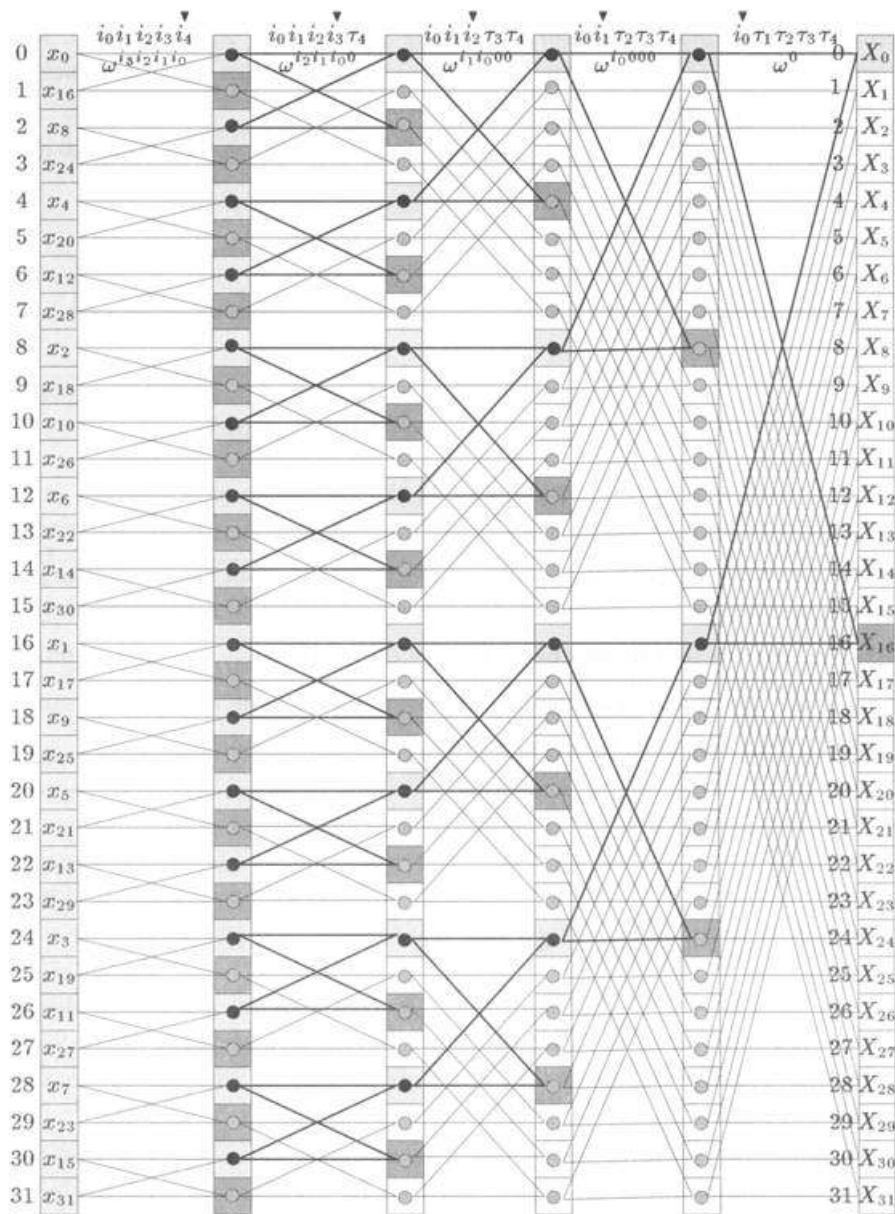 i₀i₁i₂i₃i₄ i₀i₁i₂i₃τ₄ i₀i₁i₂τ₃τ₄ i₀i₁τ₂τ₃τ₄ i₀τ₁τ₂τ₃τ₄
0 x₀ ω^{i₃i₂i₁i₀} ω^{i₂i₁i₀0} ω^{i₁i₀00} ω^{i₀000} ω⁰ 0 X₀
1 x₁₆ 1 X₁
2 x₈ 2 X₂
3 x₂₄ 3 X₃
4 x₄ 4 X₄
5 x₂₀ 5 X₅
6 x₁₂ 6 X₆
7 x₂₈ 7 X₇
8 x₂ 8 X₈
9 x₁₈ 9 X₉
10 x₁₀ 10 X₁₀
11 x₂₆ 11 X₁₁
12 x₆ 12 X₁₂
13 x₂₂ 13 X₁₃
14 x₁₄ 14 X₁₄
15 x₃₀ 15 X₁₅
16 x₁ 16 X₁₆
17 x₁₇ 17 X₁₇
18 x₉ 18 X₁₈
19 x₂₅ 19 X₁₉
20 x₅ 20 X₂₀
21 x₂₁ 21 X₂₁
22 x₁₃ 22 X₂₂
23 x₂₉ 23 X₂₃
24 x₃ 24 X₂₄
25 x₁₉ 25 X₂₅
26 x₁₁ 26 X₂₆
27 x₂₇ 27 X₂₇
28 x₇ 28 X₂₈
29 x₂₃ 29 X₂₉
30 x₁₅ 30 X₃₀
31 x₃₁ 31 X₃₁